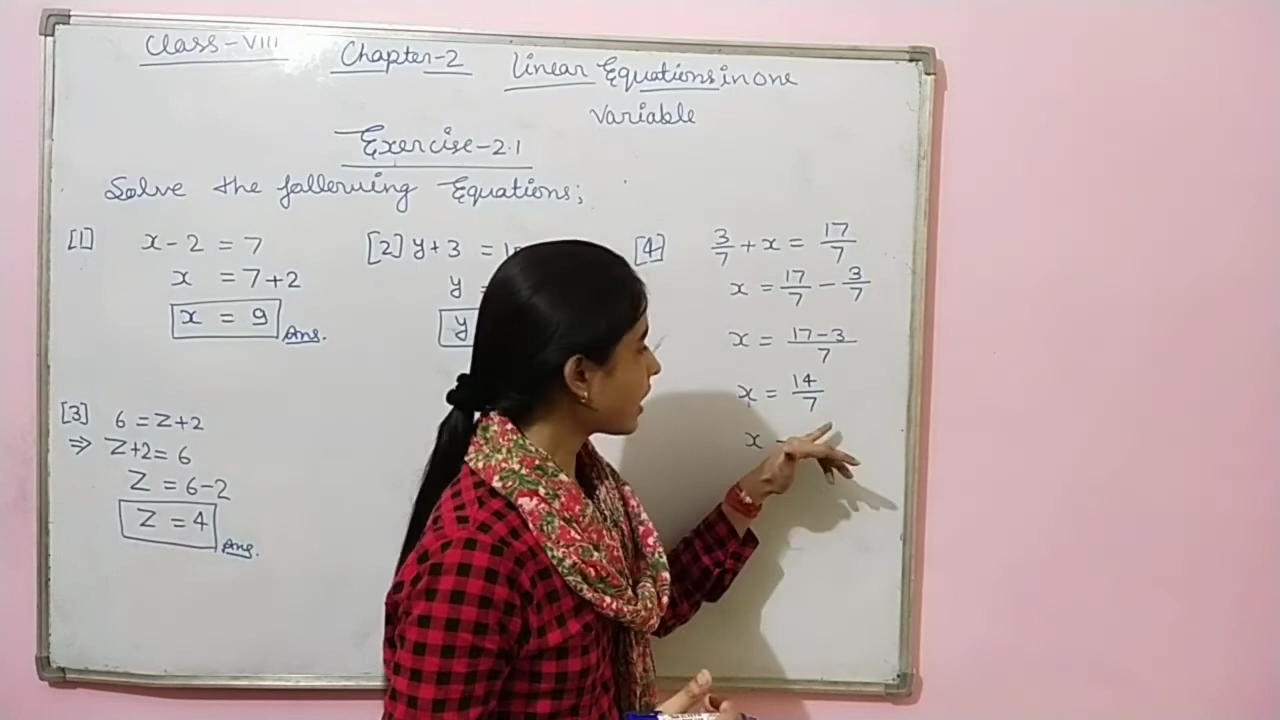 Class-VIII Chapter-2 Linear Equations in one
Variable
Exercise-2.1
Solve the following Equations;
[1] x - 2 = 7
x = 7+2
x = 9 Ans.
[2] y+3 =
y =
y
[3] 6 = z+2
⇒ z+2 = 6
z = 6-2
z = 4 Ans.
[4] 3/7 + x = 17/7
x = 17/7 - 3/7
x = 17-3/7
x = 14/7
x